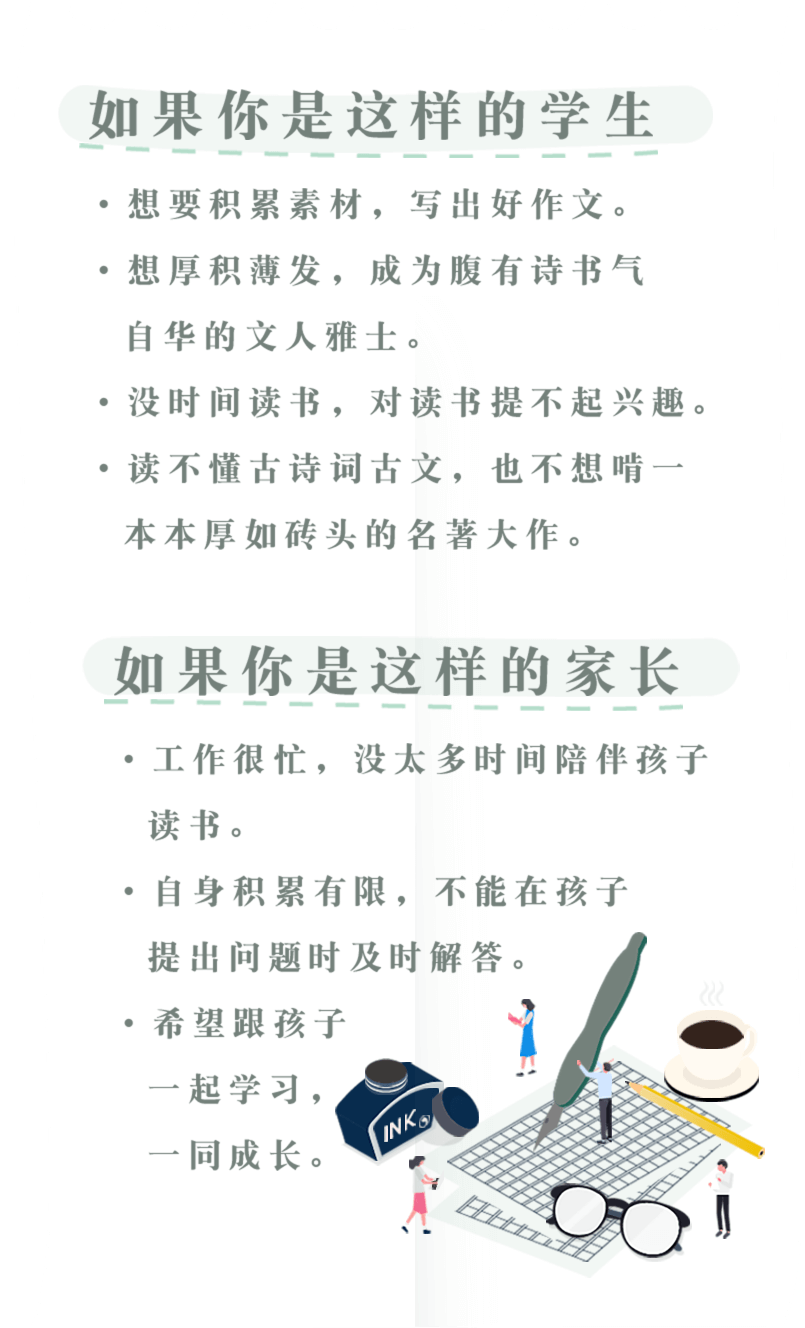 如果你是这样的学生
·想要积累素材，写出好作文。
·想厚积薄发，成为腹有诗书气
自华的文人雅士。
·没时间读书，对读书提不起兴趣。
·读不懂古诗词古文，也不想啃一
本本厚如砖头的名著大作。
如果你是这样的家长
·工作很忙，没太多时间陪伴孩子
读书。
·自身积累有限，不能在孩子
提出问题时及时解答。
·希望跟孩子
一起学习，
一同成长。
INK